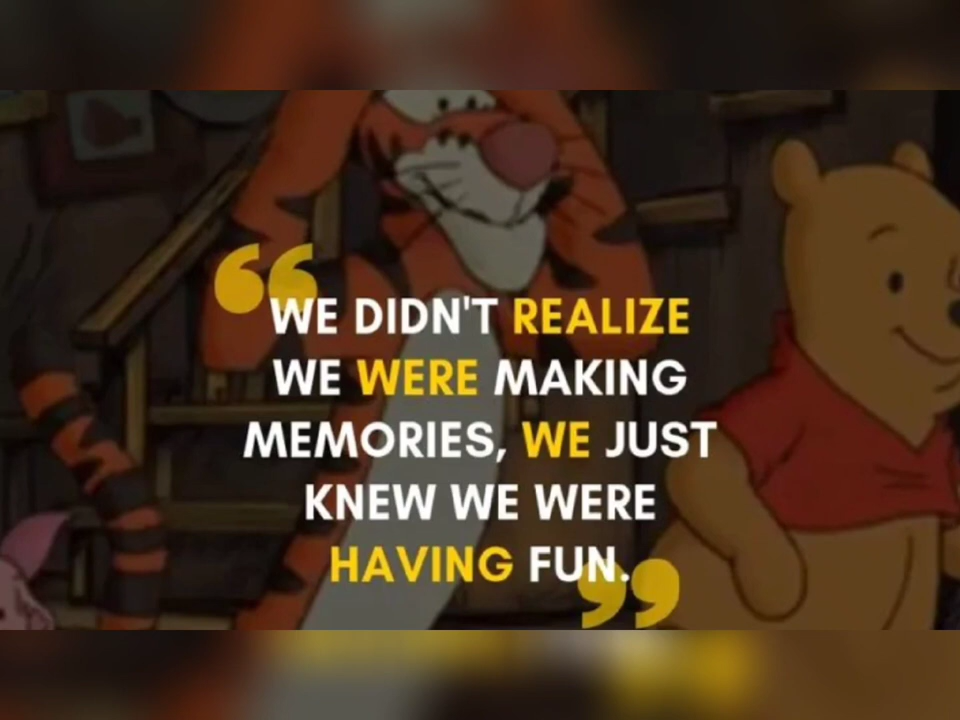 “WE DIDN'T REALIZE
WE WERE MAKING
MEMORIES, WE JUST
KNEW WE WERE
HAVING FUN.”